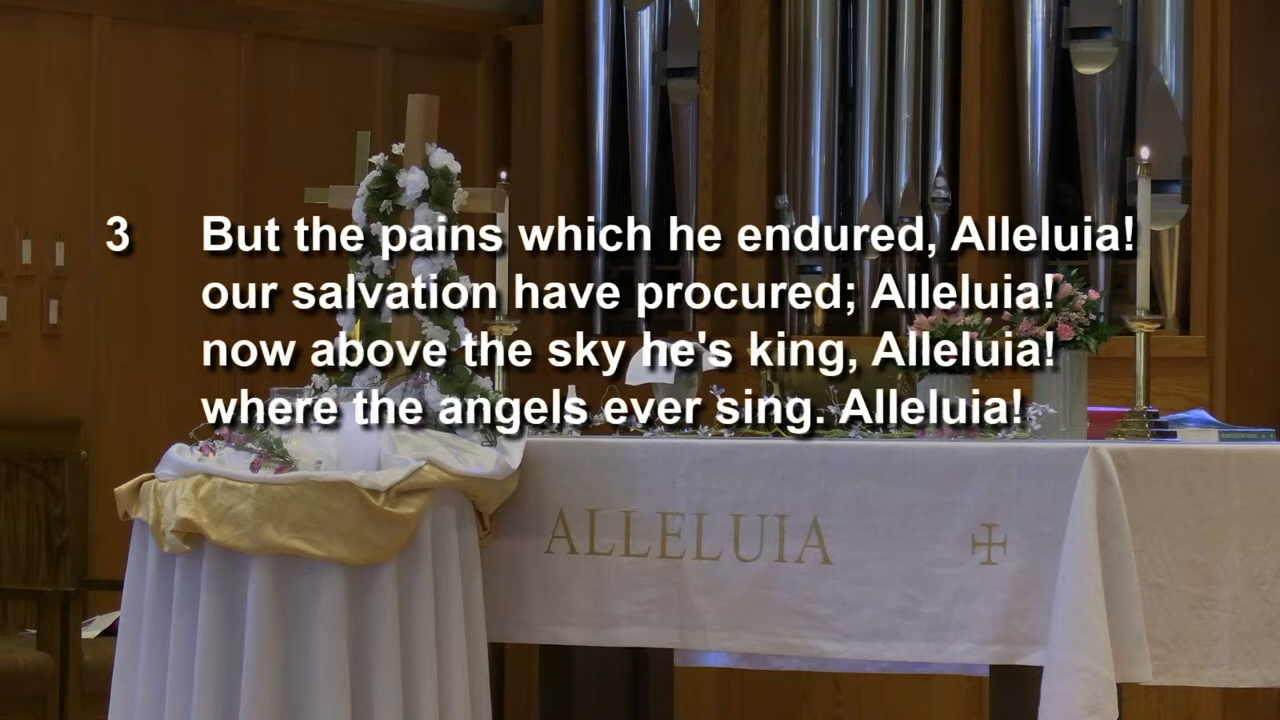 3 But the pains which he endured, Alleluia!
our salvation have procured; Alleluia!
now above the sky he's king, Alleluia!
where the angels ever sing. Alleluia!
ALLELUIA